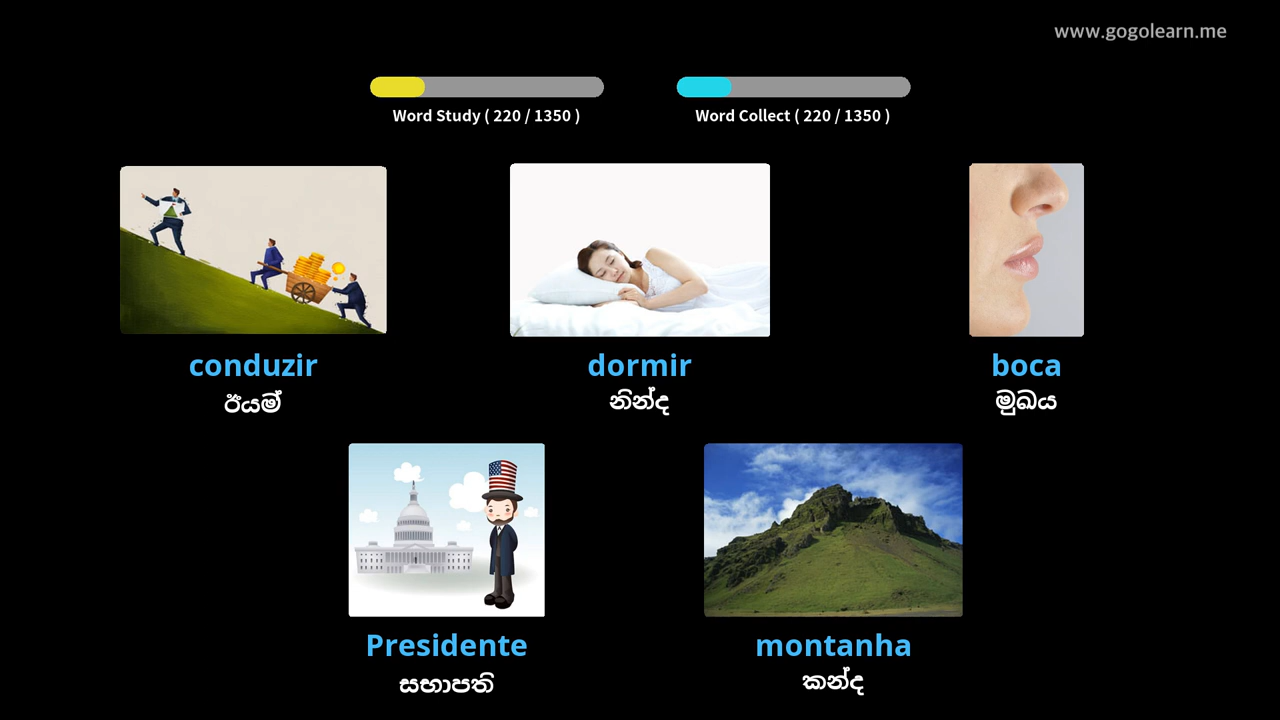 www.gogolearn.me
Word Study ( 220 / 1350 )
Word Collect ( 220 / 1350 )
conduzir
ඊයම්
dormir
නින්ද
boca
මුඛය
Presidente
සභාපති
montanha
කන්ද